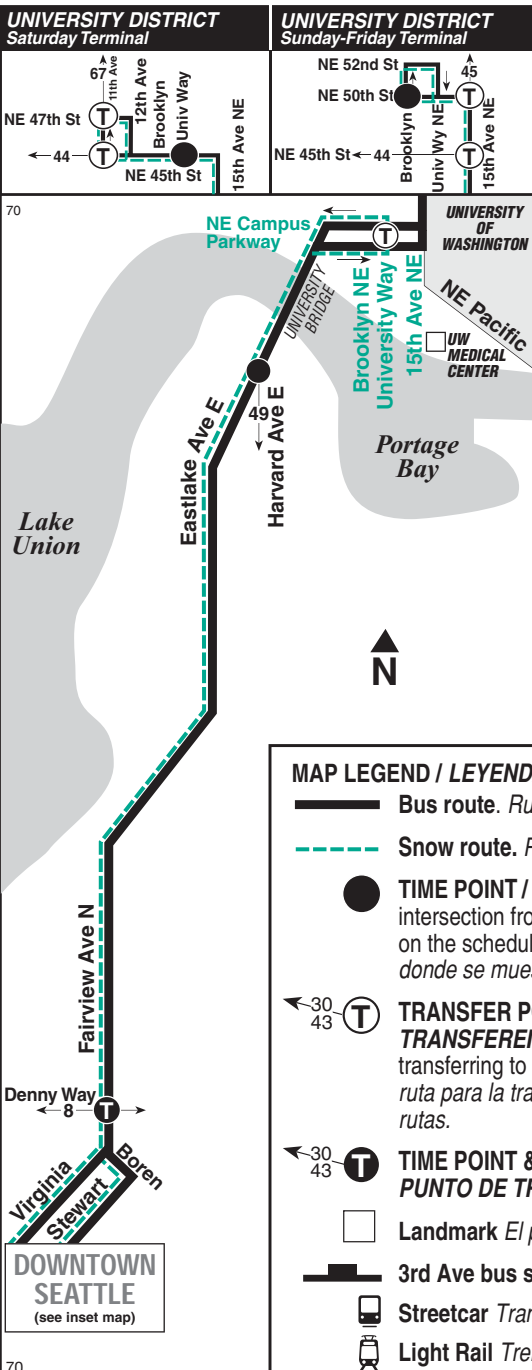 UNIVERSITY DISTRICT
Saturday Terminal
67
11th Ave
12th Ave
Brooklyn
Univ Way
NE 47th St
T
44
T
NE 45th St
15th Ave NE
UNIVERSITY DISTRICT
Sunday-Friday Terminal
NE 52nd St
45
NE 50th St
T
Brooklyn
Univ Wy NE
15th Ave NE
NE 45th St
44
T
70
NE Campus
Parkway
T
UNIVERSITY
OF
WASHINGTON
UNIVERSITY
BRIDGE
Brooklyn NE
University Way
15th Ave NE
NE Pacific
UW
MEDICAL
CENTER
49
Harvard Ave E
Eastlake Ave E
Portage
Bay
Lake
Union
N
Fairview Ave N
Denny Way
8
T
Virginia
Stewart
Boren
DOWNTOWN
SEATTLE
(see inset map)
70
MAP LEGEND / LEYEND
Bus route. Ru
Snow route.
TIME POINT /
intersection fro
on the schedul
donde se mue
30
43
T
TRANSFER P
TRANSFEREN
transferring to
ruta para la tra
rutas.
30
43
T
TIME POINT &
PUNTO DE TR
Landmark El p
3rd Ave bus s
Streetcar Tran
Light Rail Tre